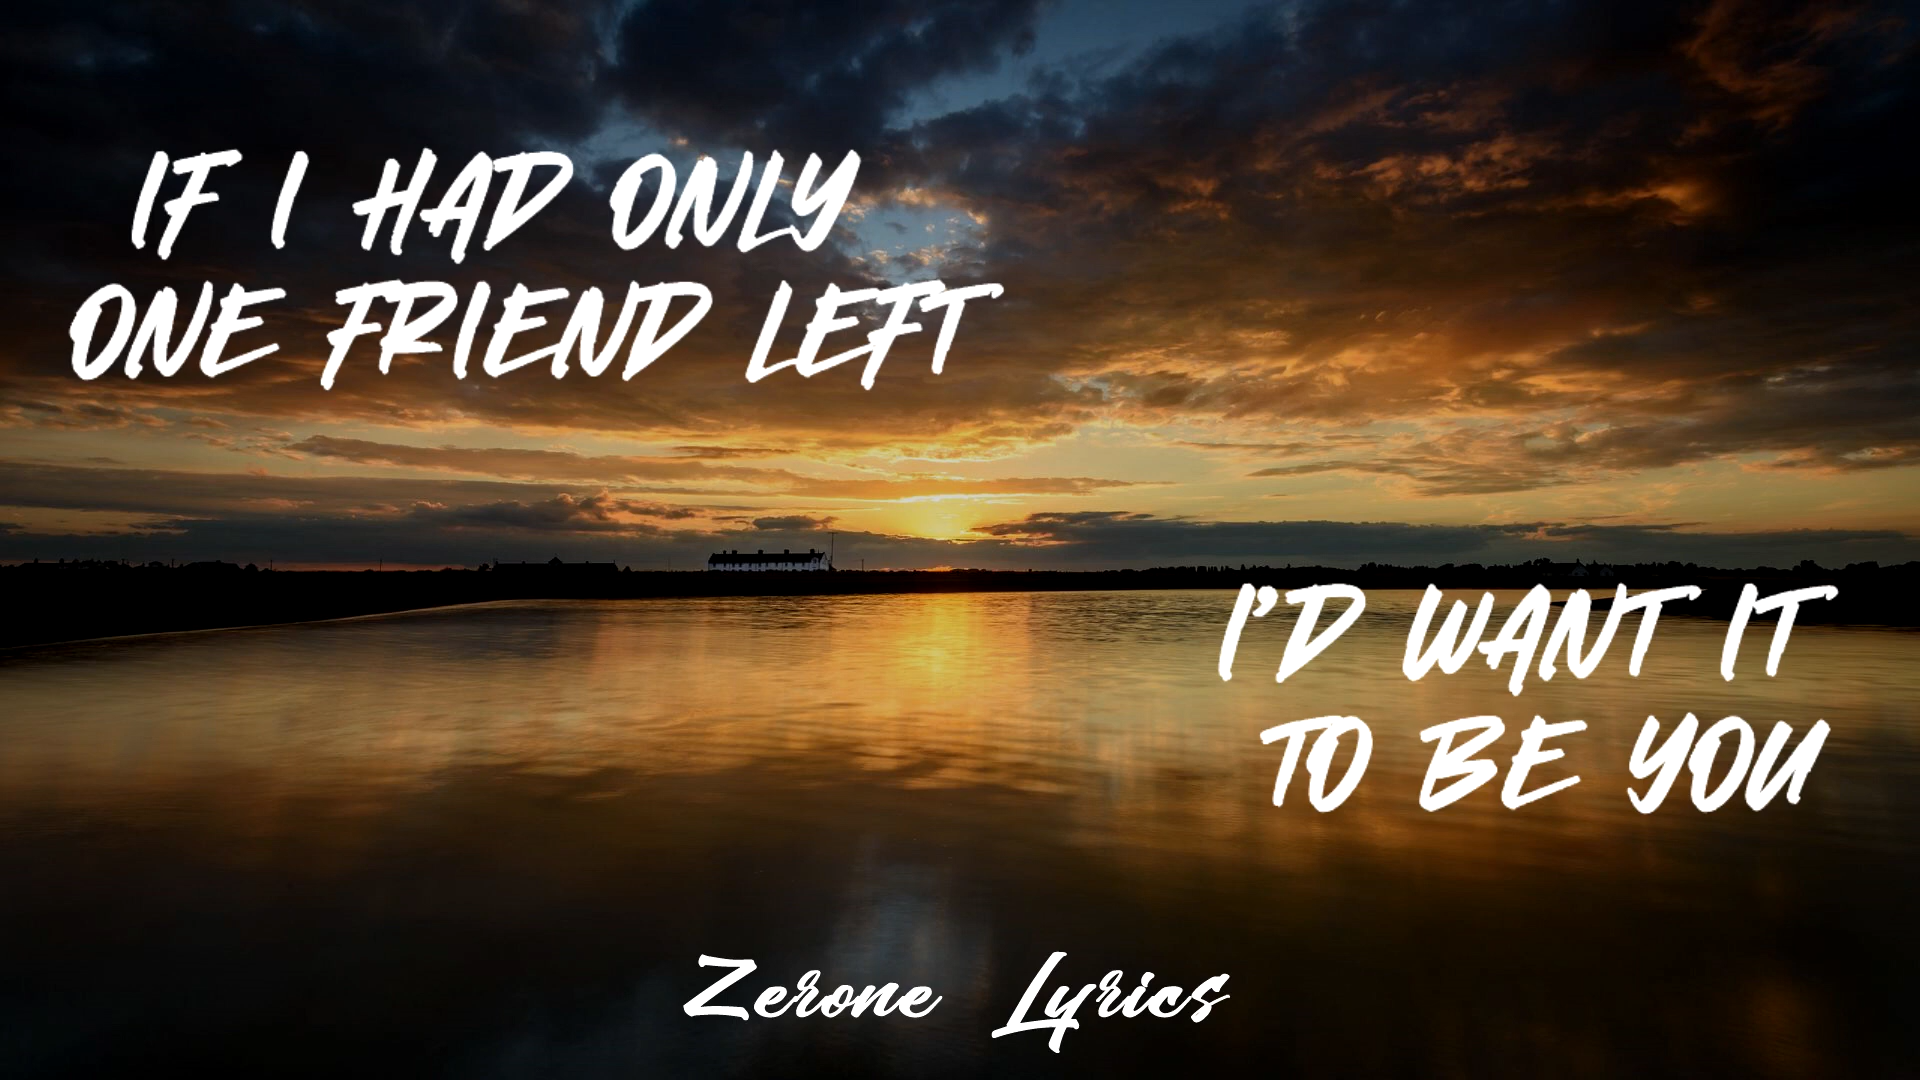 IF I HAD ONLY
ONE FRIEND LEFT
I'D WANT IT
TO BE YOU
Zerone Lyrics